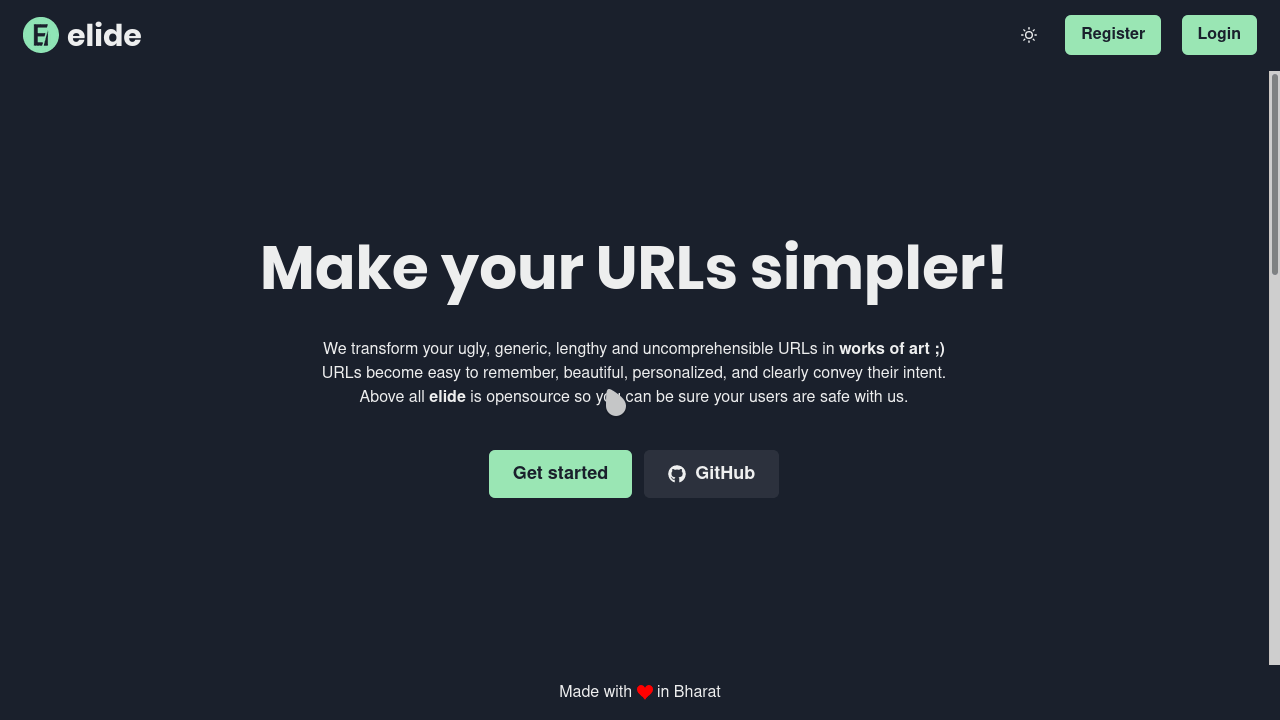 elide
Register
Login
Make your URLs simpler!
We transform your ugly, generic, lengthy and uncomprehensible URLs in works of art ;)
URLs become easy to remember, beautiful, personalized, and clearly convey their intent.
Above all elide is opensource so you can be sure your users are safe with us.
Get started
GitHub
Made with ❤ in Bharat